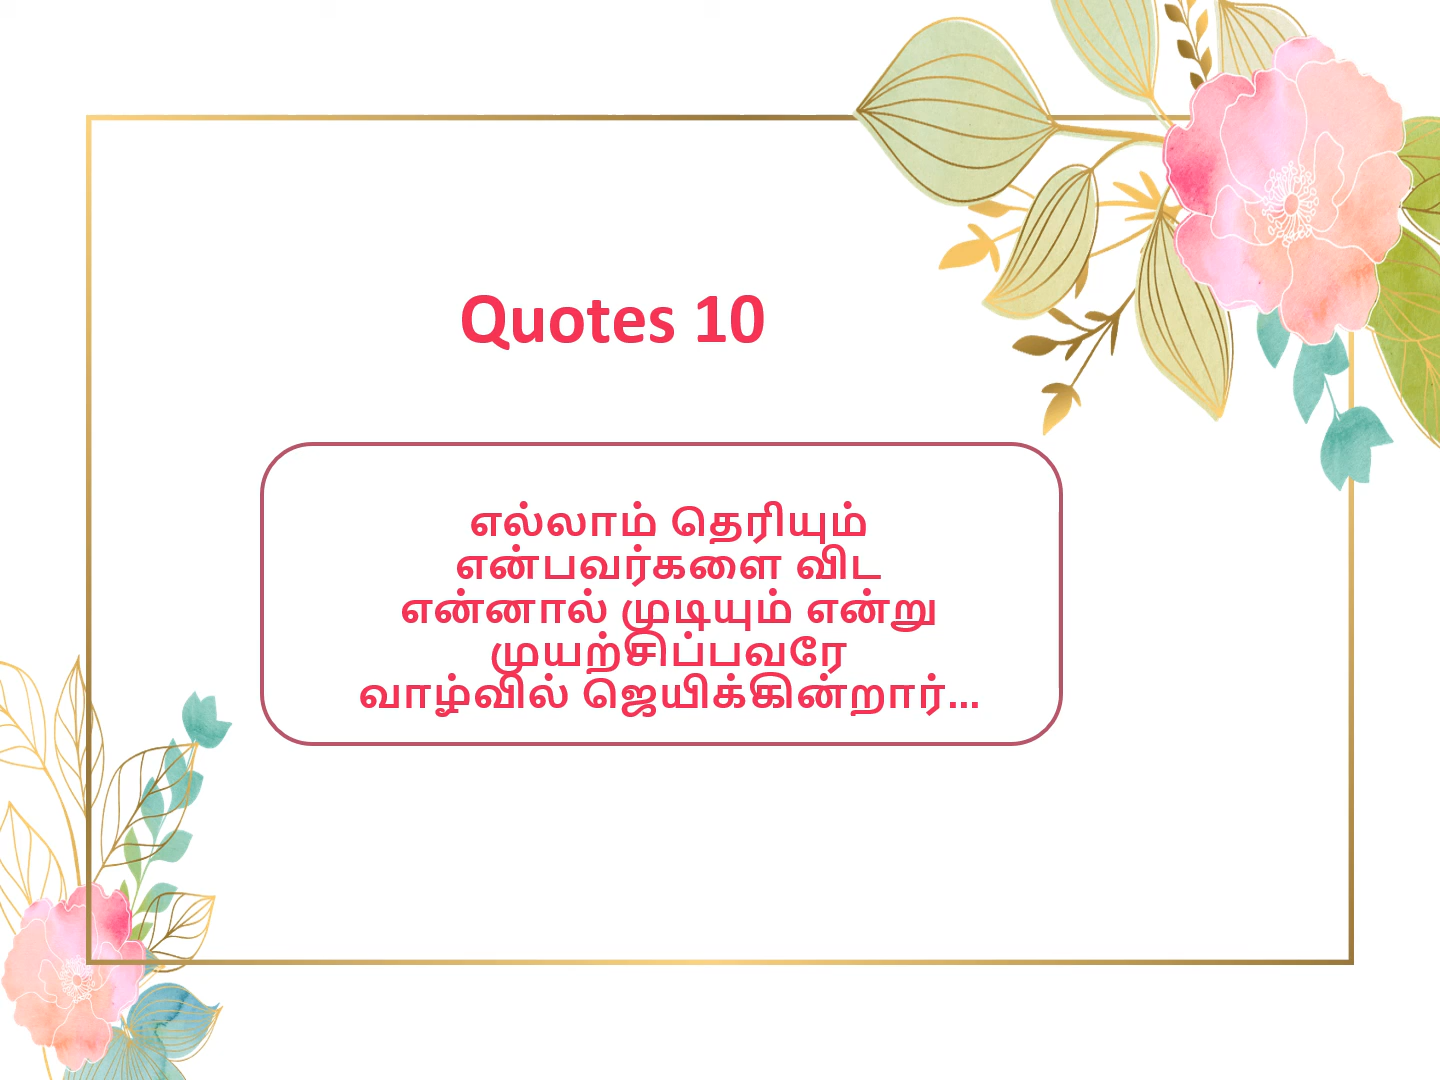 Quotes 10
எல்லாம் தெரியும்
என்பவர்களை விட
என்னால் முடியும் என்று
முயற்சிப்பவரே
வாழ்வில் ஜெயிக்கின்றார்...